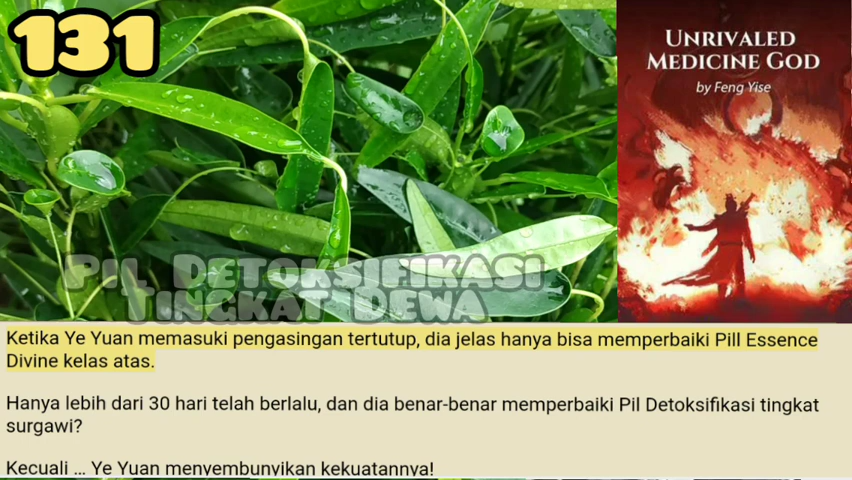 131
UNRIVALED
MEDICINE GOD
by Feng Yise
PIL DETOKSIFIKASI
TINGKAT DEWA
Ketika Ye Yuan memasuki pengasingan tertutup, dia jelas hanya bisa memperbaiki Pill Essence
Divine kelas atas.
Hanya lebih dari 30 hari telah berlalu, dan dia benar-benar memperbaiki Pil Detoksifikasi tingkat
surgawi?
Kecuali ... Ye Yuan menyembunyikan kekuatannya!